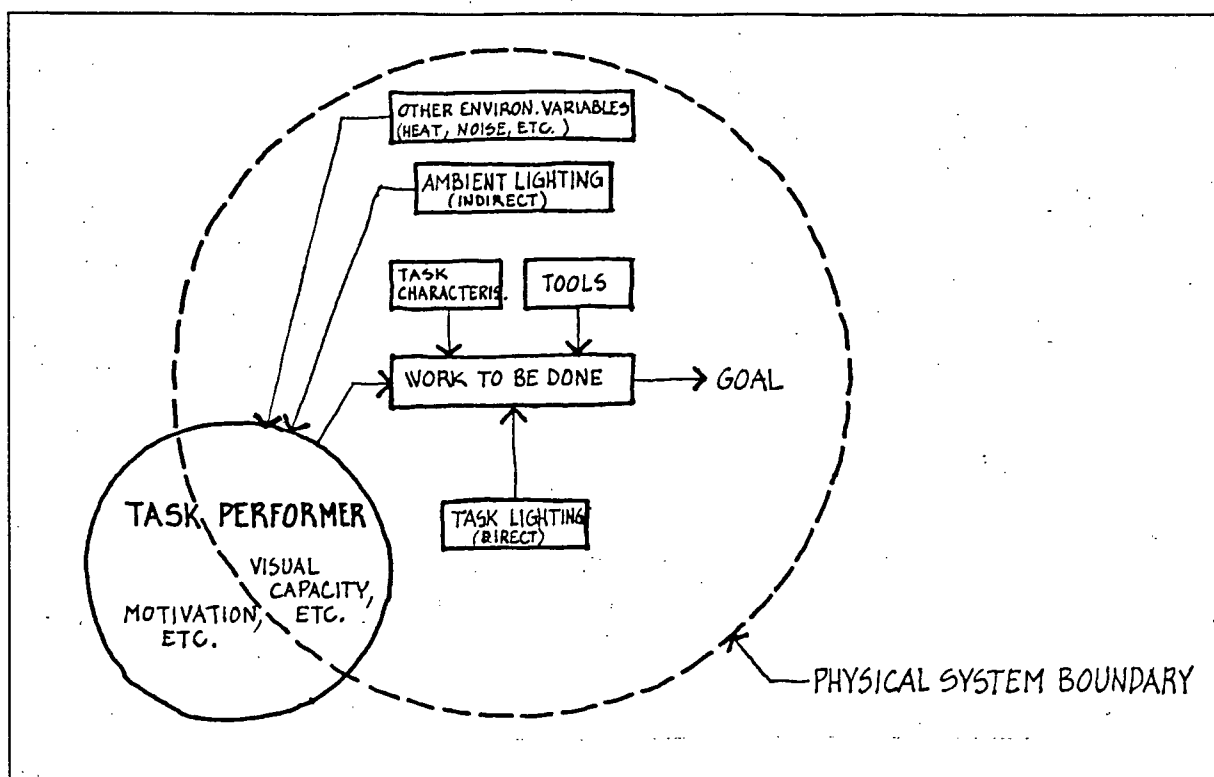 OTHER ENVIRON. VARIABLES
(HEAT, NOISE, ETC.)
AMBIENT LIGHTING
(INDIRECT)
TASK
CHARACTERIS.
TOOLS
WORK TO BE DONE
GOAL
TASK LIGHTING
(DIRECT)
TASK PERFORMER
VISUAL
CAPACITY,
ETC.
MOTIVATION,
ETC.
PHYSICAL SYSTEM BOUNDARY